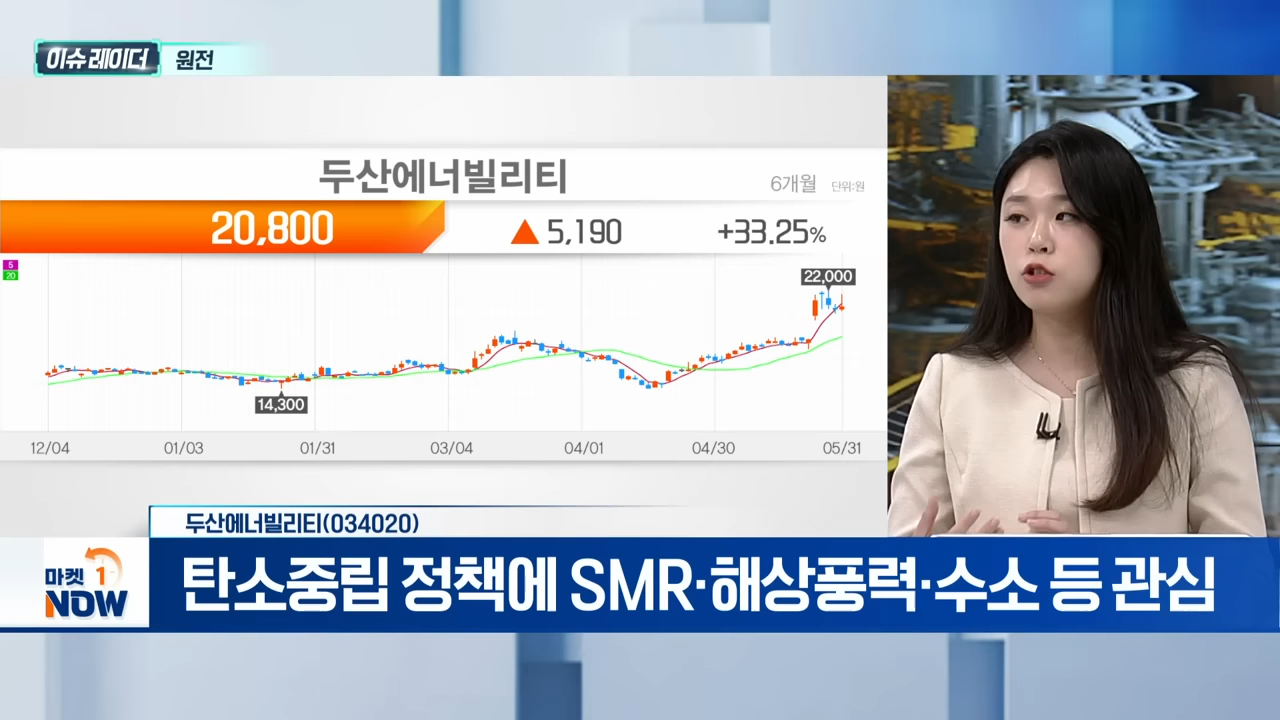 이슈 레이더 원전
두산에너빌리티
6개월 단위:원
20,800 ▲ 5,190 +33.25%
5
20
22,000
14,300
12/04 01/03 01/31 03/04 04/01 04/30 05/31
두산에너빌리티(034020)
마켓 1
NOW
탄소중립 정책에 SMR·해상풍력·수소 등 관심